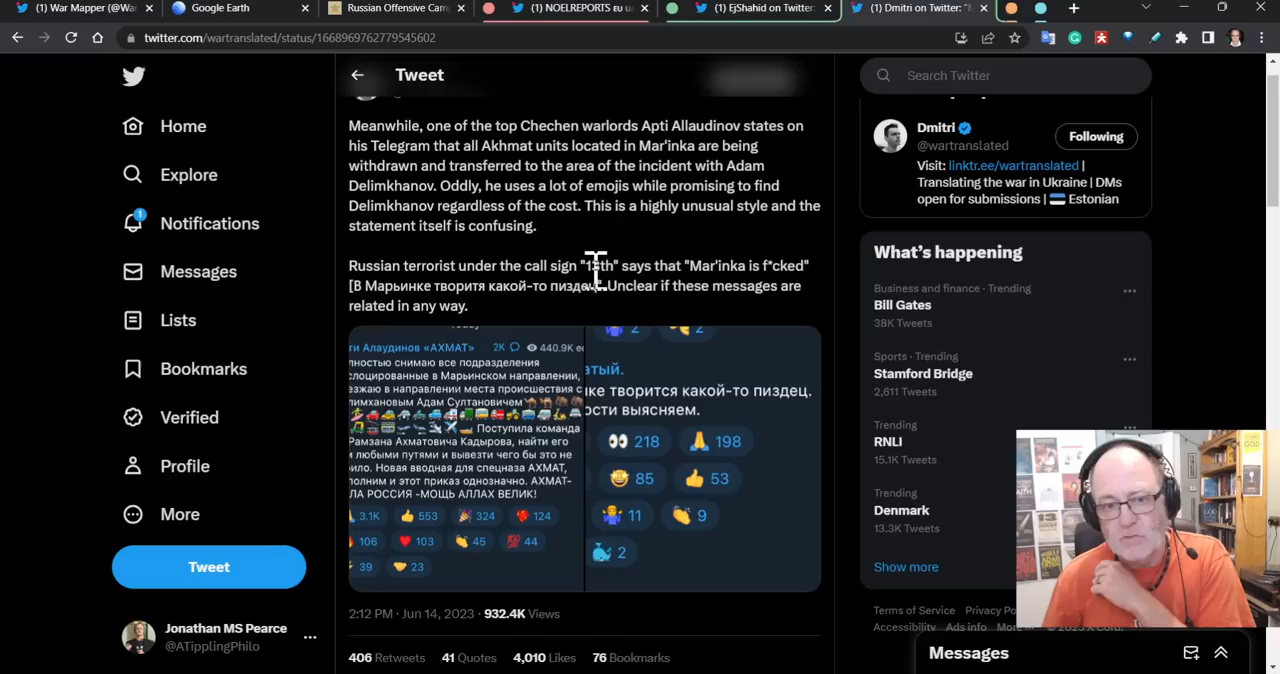 War Mapper (@War
Google Earth
Russian Offensive Cam
(1) NOELREPORTS EU
EjShahid on Twitter:
(1) Dmitri on Twitter: "M
twitter.com/wartranslated/status/1668969762779545602
Home
Explore
1
Notifications
Messages
Lists
Bookmarks
Verified
Profile
More
Tweet
Jonathan MS Pearce
@ATipplingPhilo
Tweet
Meanwhile, one of the top Chechen warlords Apti Allaudinov states on
his Telegram that all Akhmat units located in Mar'inka are being
withdrawn and transferred to the area of the incident with Adam
Delimkhanov. Oddly, he uses a lot of emojis while promising to find
Delimkhanov regardless of the cost. This is a highly unusual style and the
statement itself is confusing.
Russian terrorist under the call sign "13th" says that "Mar'inka is f*cked"
[В Марьинке творитя какой-то пиздец]. Unclear if these messages are
related in any way.
ти Алаудинов «АХМАТ» 2K 440.9K
лностью снимаю все подразделения
слоцированные в Марьинском направлении,
езжаю в направлении места происшествия с
лимхановым Адам Султановичем
Поступила команда
Рамзана Ахматовича Кадырова, найти его
и любыми путями и вывезти чего бы это не
ило. Новая вводная для спецназа АХМАТ,
полним и этот приказ однозначно. АХМАТ-
ЛА РОССИЯ -МОЩЬ АЛЛАХ ВЕЛИК!
3.1K 553 324 124
106 103 45 44
39 23
2 2
атый.
ке творится какой-то пиздец.
ости выясняем.
218 198
85 53
11 9
2
2:12 PM · Jun 14, 2023 · 932.4K Views
406 Retweets 41 Quotes 4,010 Likes 76 Bookmarks
Search Twitter
Dmitri
@wartranslated
Following
Visit: linktr.ee/wartranslated |
Translating the war in Ukraine | DMs
open for submissions | Estonian
What's happening
Business and finance · Trending
Bill Gates
38K Tweets
Sports · Trending
Stamford Bridge
2,611 Tweets
Trending
RNLI
15.1K Tweets
Trending
Denmark
13.3K Tweets
Show more
Terms of Service Privacy Po
Accessibility Ads info More
Messages